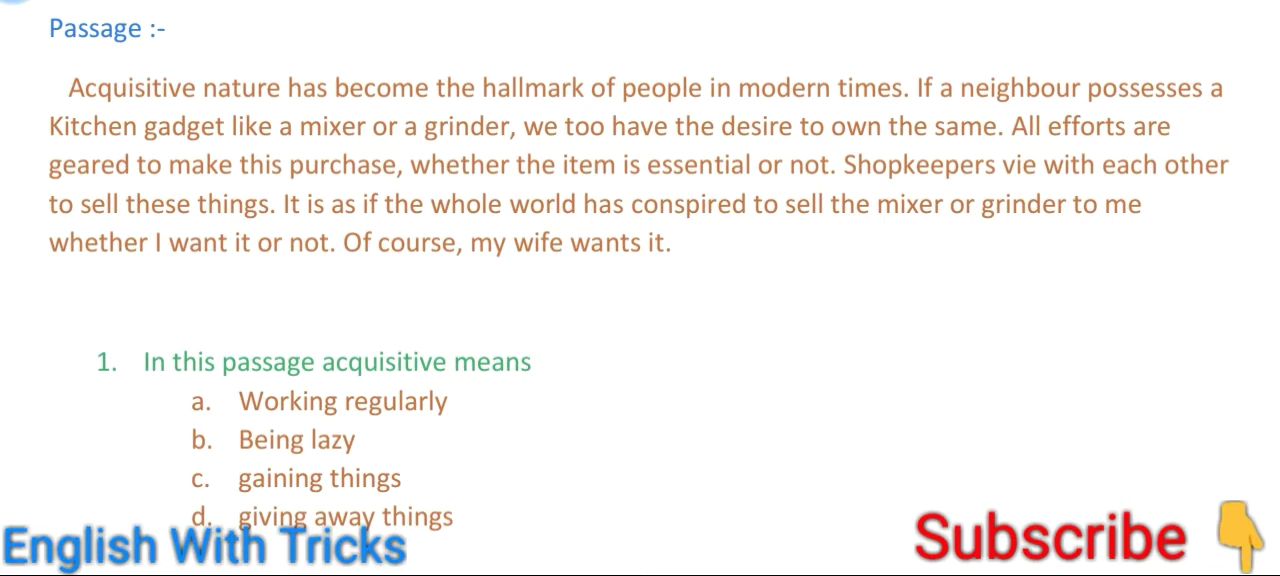 Passage :-
Acquisitive nature has become the hallmark of people in modern times. If a neighbour possesses a
Kitchen gadget like a mixer or a grinder, we too have the desire to own the same. All efforts are
geared to make this purchase, whether the item is essential or not. Shopkeepers vie with each other
to sell these things. It is as if the whole world has conspired to sell the mixer or grinder to me
whether I want it or not. Of course, my wife wants it.
1. In this passage acquisitive means
a. Working regularly
b. Being lazy
c. gaining things
d. giving away things
English With Tricks
Subscribe